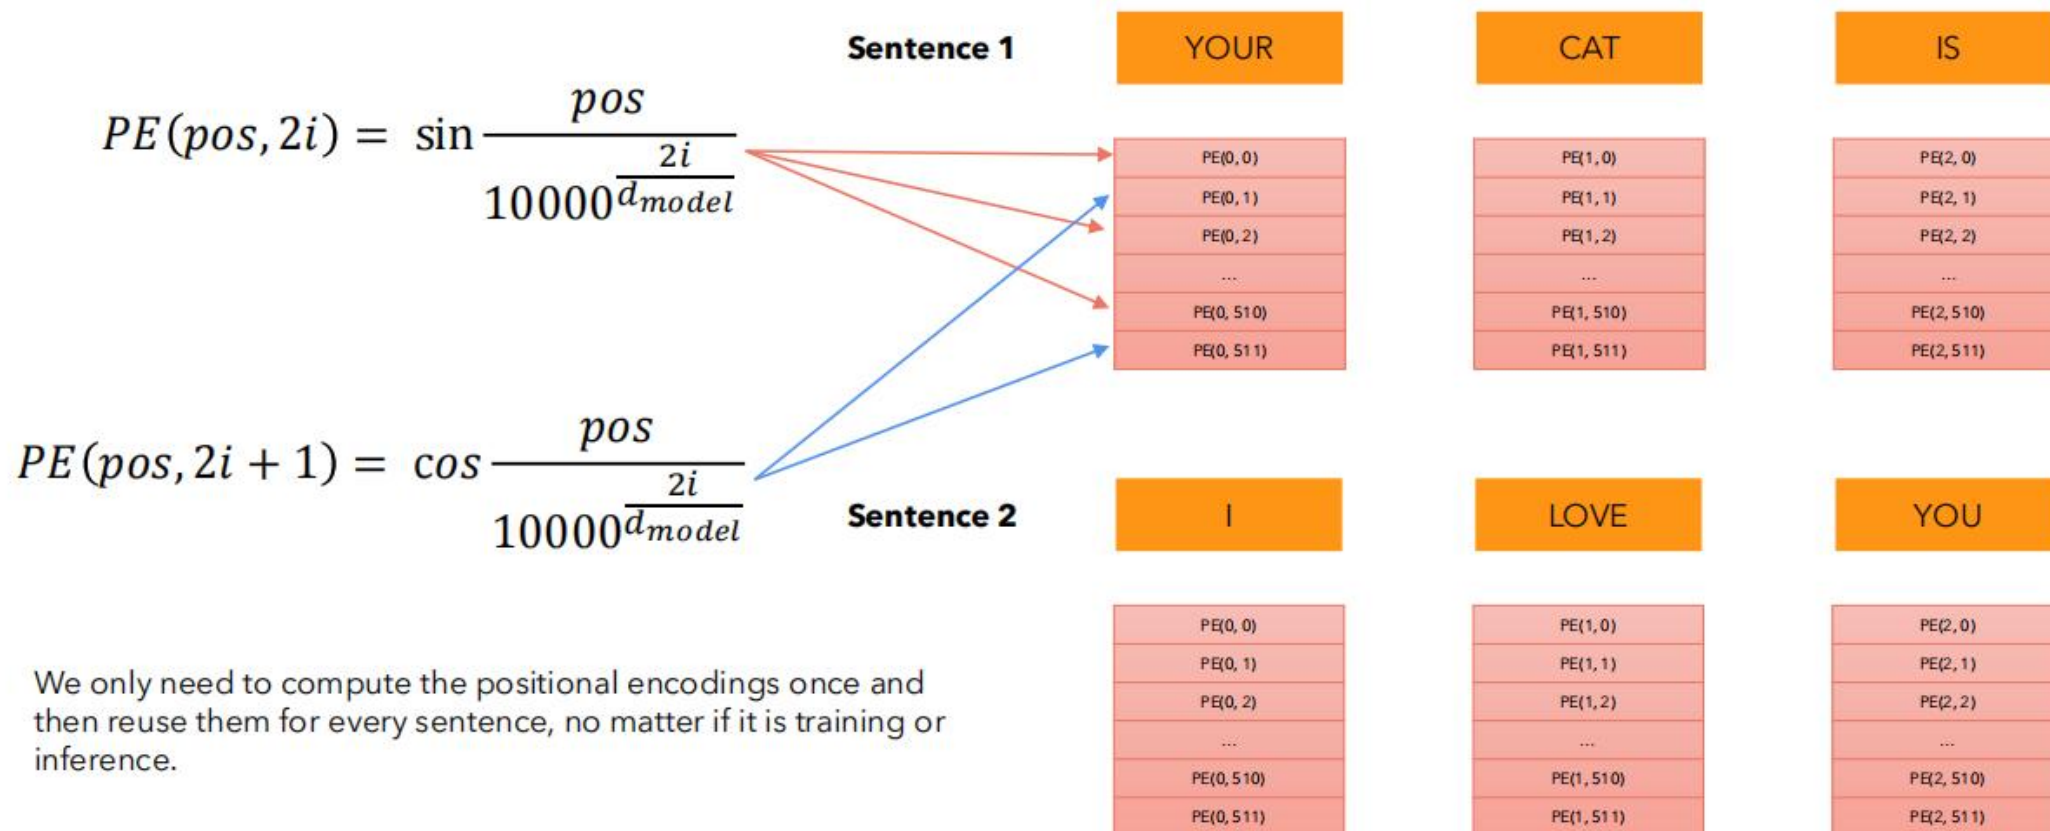 Sentence 1
YOUR CAT IS
PE(pos, 2i) = sin pos / 10000^(2i/d_model)
PE(0, 0) PE(1, 0) PE(2, 0)
PE(0, 1) PE(1, 1) PE(2, 1)
PE(0, 2) PE(1, 2) PE(2, 2)
... ... ...
PE(0, 510) PE(1, 510) PE(2, 510)
PE(0, 511) PE(1, 511) PE(2, 511)
PE(pos, 2i + 1) = cos pos / 10000^(2i/d_model)
Sentence 2
I LOVE YOU
PE(0, 0) PE(1, 0) PE(2, 0)
PE(0, 1) PE(1, 1) PE(2, 1)
PE(0, 2) PE(1, 2) PE(2, 2)
... ... ...
PE(0, 510) PE(1, 510) PE(2, 510)
PE(0, 511) PE(1, 511) PE(2, 511)
We only need to compute the positional encodings once and
then reuse them for every sentence, no matter if it is training or
inference.